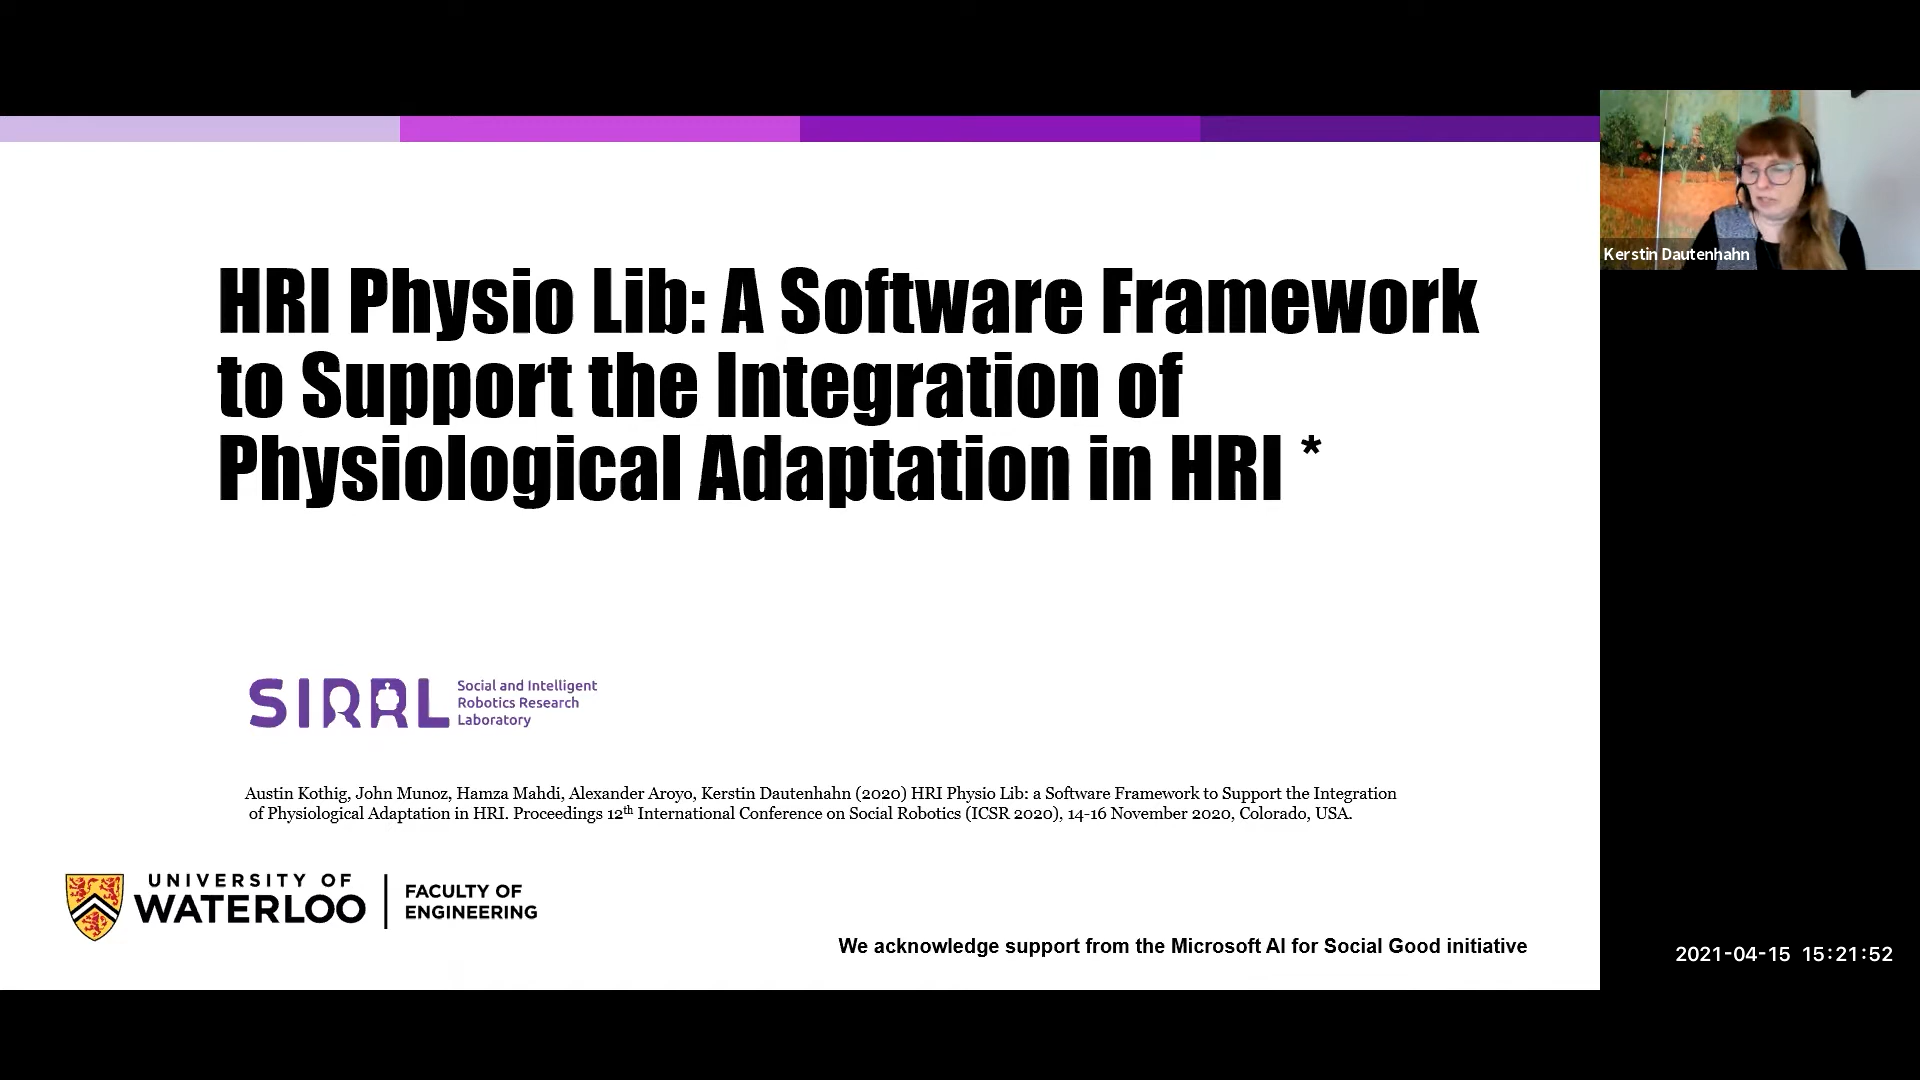 HRI Physio Lib: A Software Framework
to Support the Integration of
Physiological Adaptation in HRI *
SIRRL
Social and Intelligent
Robotics Research
Laboratory
Austin Kothig, John Munoz, Hamza Mahdi, Alexander Aroyo, Kerstin Dautenhahn (2020) HRI Physio Lib: a Software Framework to Support the Integration
of Physiological Adaptation in HRI. Proceedings 12th International Conference on Social Robotics (ICSR 2020), 14-16 November 2020, Colorado, USA.
UNIVERSITY OF
WATERLOO
FACULTY OF
ENGINEERING
We acknowledge support from the Microsoft AI for Social Good initiative
Kerstin Dautenhahn
2021-04-15 15:21:52